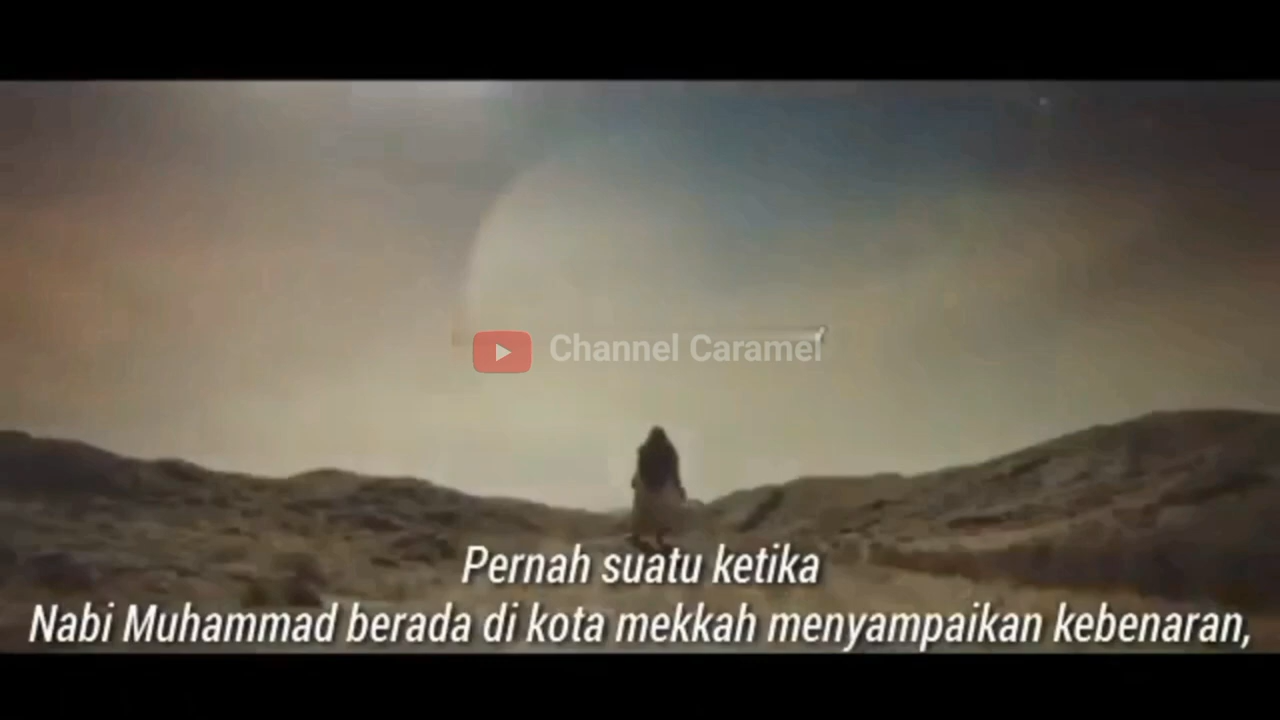 Channel Caramel
Pernah suatu ketika
Nabi Muhammad berada di kota mekkah menyampaikan kebenaran,